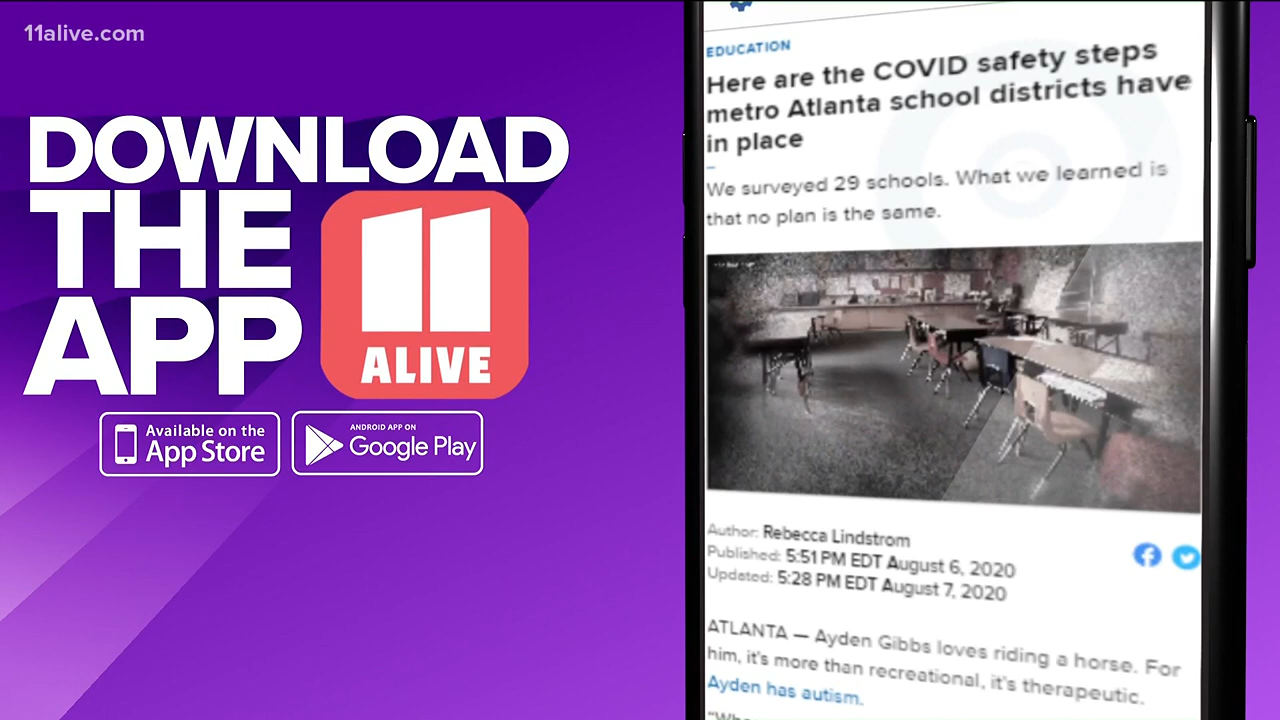 11alive.com
DOWNLOAD
THE
APP
11
ALIVE
Available on the
App Store
ANDROID APP ON
Google Play
EDUCATION
Here are the COVID safety steps
metro Atlanta school districts have
in place
We surveyed 29 schools. What we learned is
that no plan is the same.
Author: Rebecca Lindstrom
Published: 5:51 PM EDT August 6, 2020
Updated: 5:28 PM EDT August 7, 2020
ATLANTA — Ayden Gibbs loves riding a horse. For
him, it's more than recreational, it's therapeutic.
Ayden has autism.